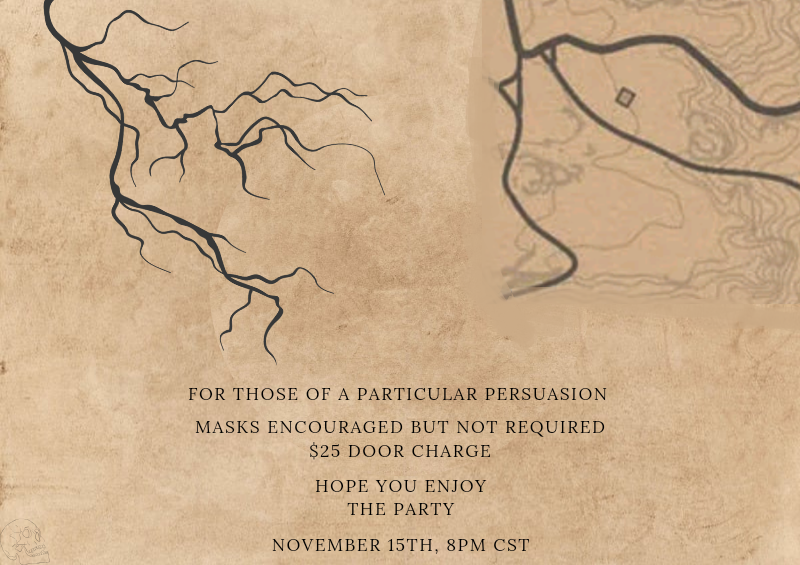 FOR THOSE OF A PARTICULAR PERSUASION
MASKS ENCOURAGED BUT NOT REQUIRED
$25 DOOR CHARGE
HOPE YOU ENJOY
THE PARTY
NOVEMBER 15TH, 8PM CST